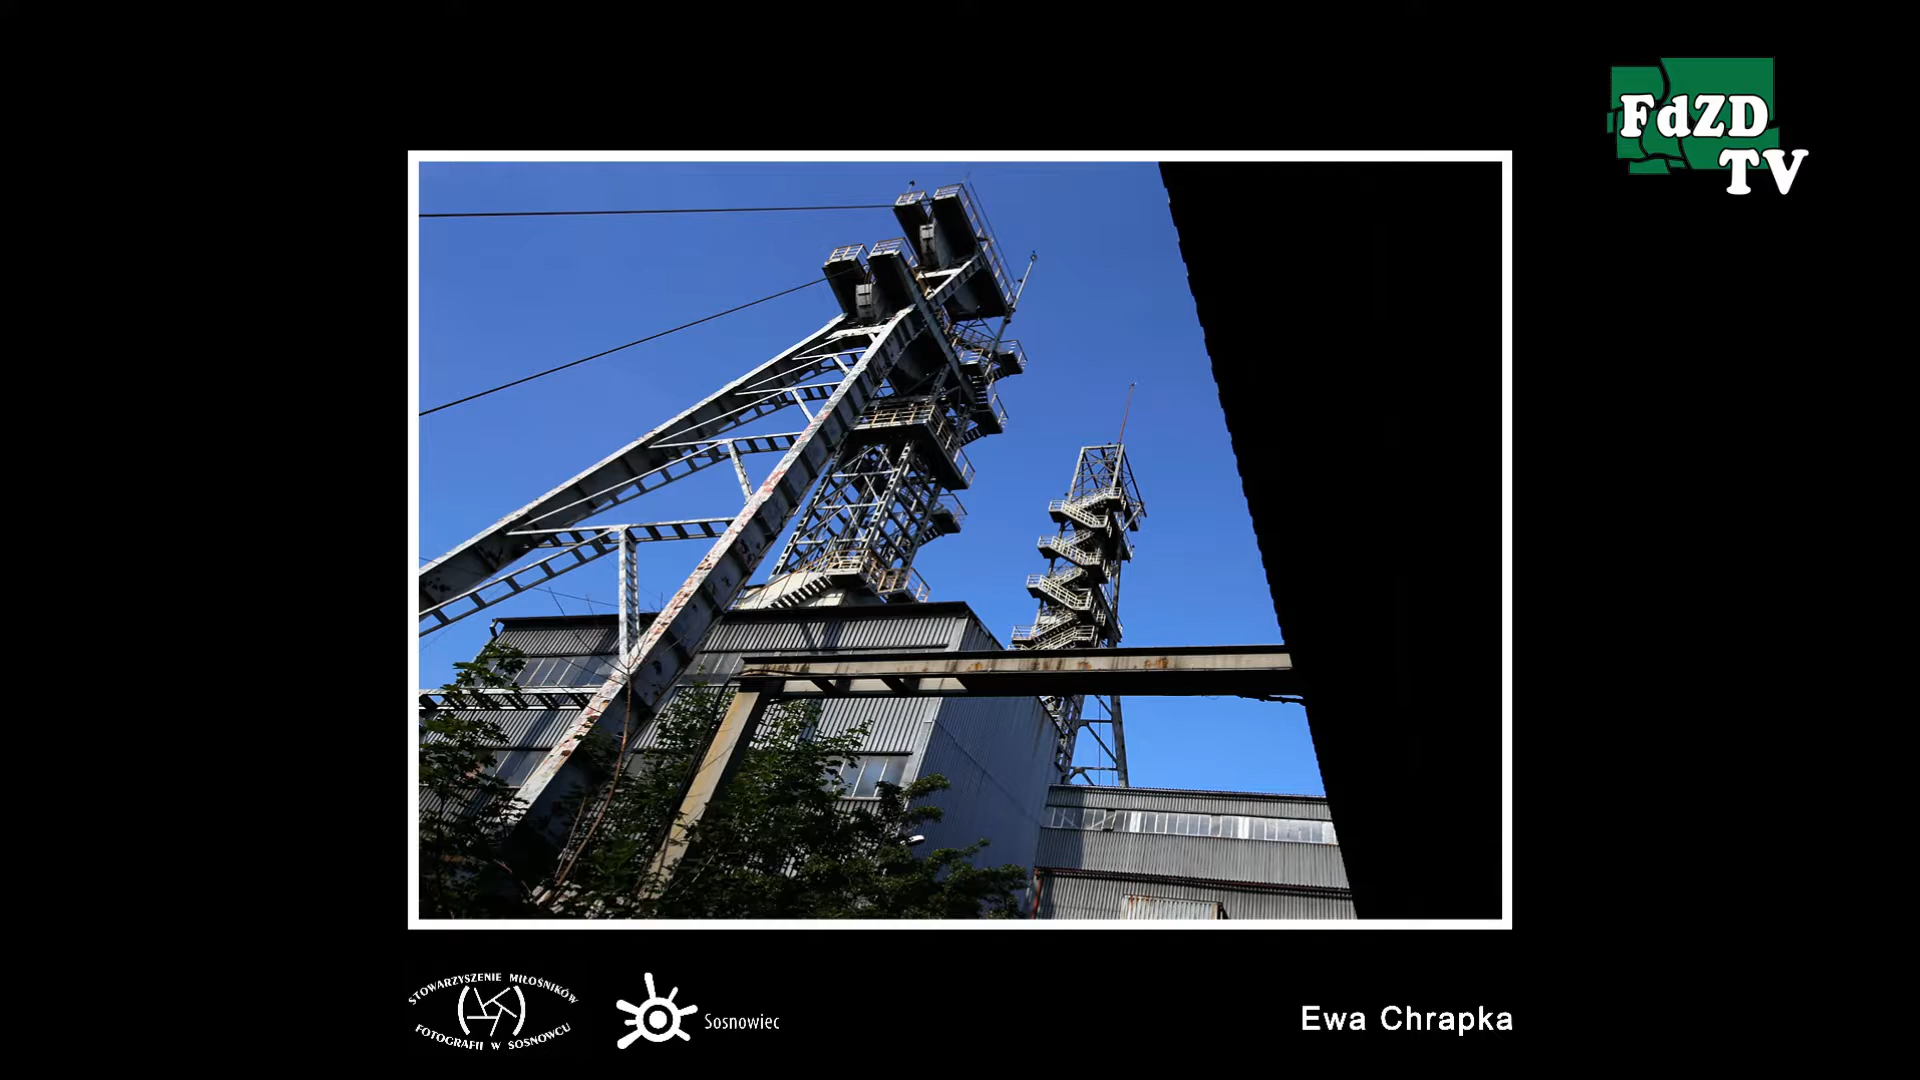 FdZD
TV
STOWARZYSZENIE MIŁOŚNIKÓW
FOTOGRAFII W SOSNOWCU
Sosnowiec
Ewa Chrapka